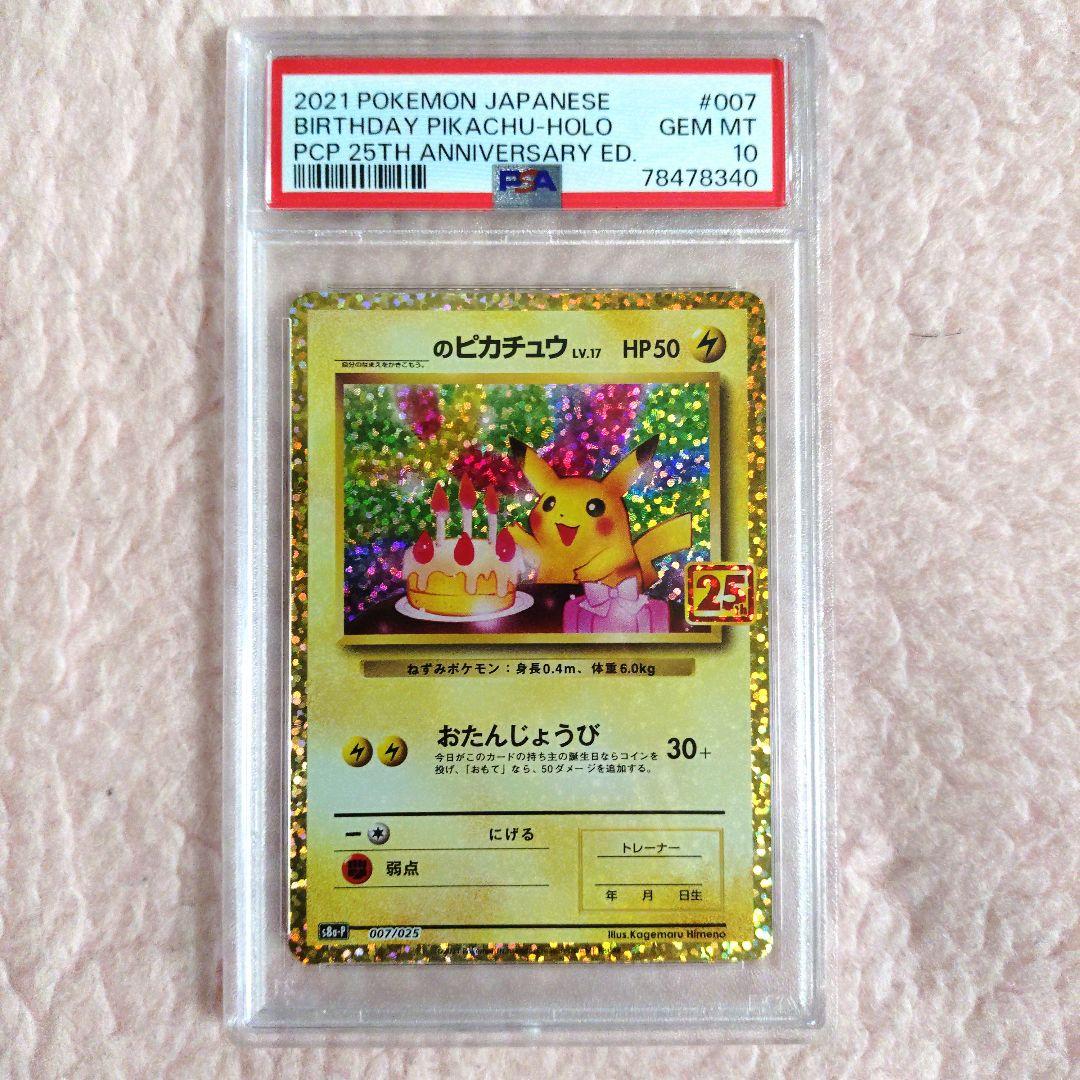 2021 POKEMON JAPANESE #007
BIRTHDAY PIKACHU-HOLO GEM MT
PCP 25TH ANNIVERSARY ED. 10
PSA 78478340
のピカチュウ LV.17 HP50
自分のなまえをかきこもう。
25th
ねずみポケモン：身長0.4m、体重6.0kg
おたんじょうび 30+
今日がこのカードの持ち主の誕生日ならコインを
投げ、「おもて」なら、50ダメージを追加する。
ー にげる
弱点
トレーナー
年 月 日生
s8a-P 007/025
Illus.Kagemaru Himeno